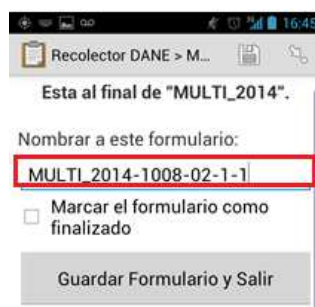 16:45
Recolector DANE > M...
Esta al final de "MULTI_2014".
Nombrar a este formulario:
MULTI_2014-1008-02-1-1
Marcar el formulario como
finalizado
Guardar Formulario y Salir